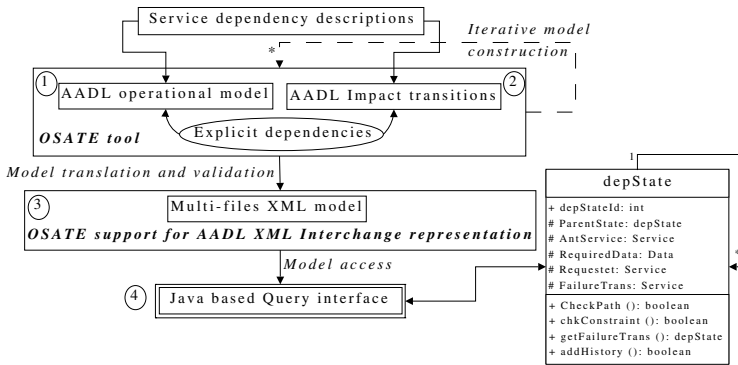 Service dependency descriptions
Iterative model
construction
*
1
2
AADL operational model
AADL Impact transitions
Explicit dependencies
OSATE tool
Model translation and validation
3
Multi-files XML model
OSATE support for AADL XML Interchange representation
Model access
4
Java based Query interface
1
depState
+ depStateId: int
# ParentState: depState
# AntService: Service
# RequiredData: Data
# Requestet: Service
# FailureTrans: Service
*
+ CheckPath (): boolean
+ chkConstraint (): boolean
+ getFailureTrans (): depState
+ addHistory (): boolean